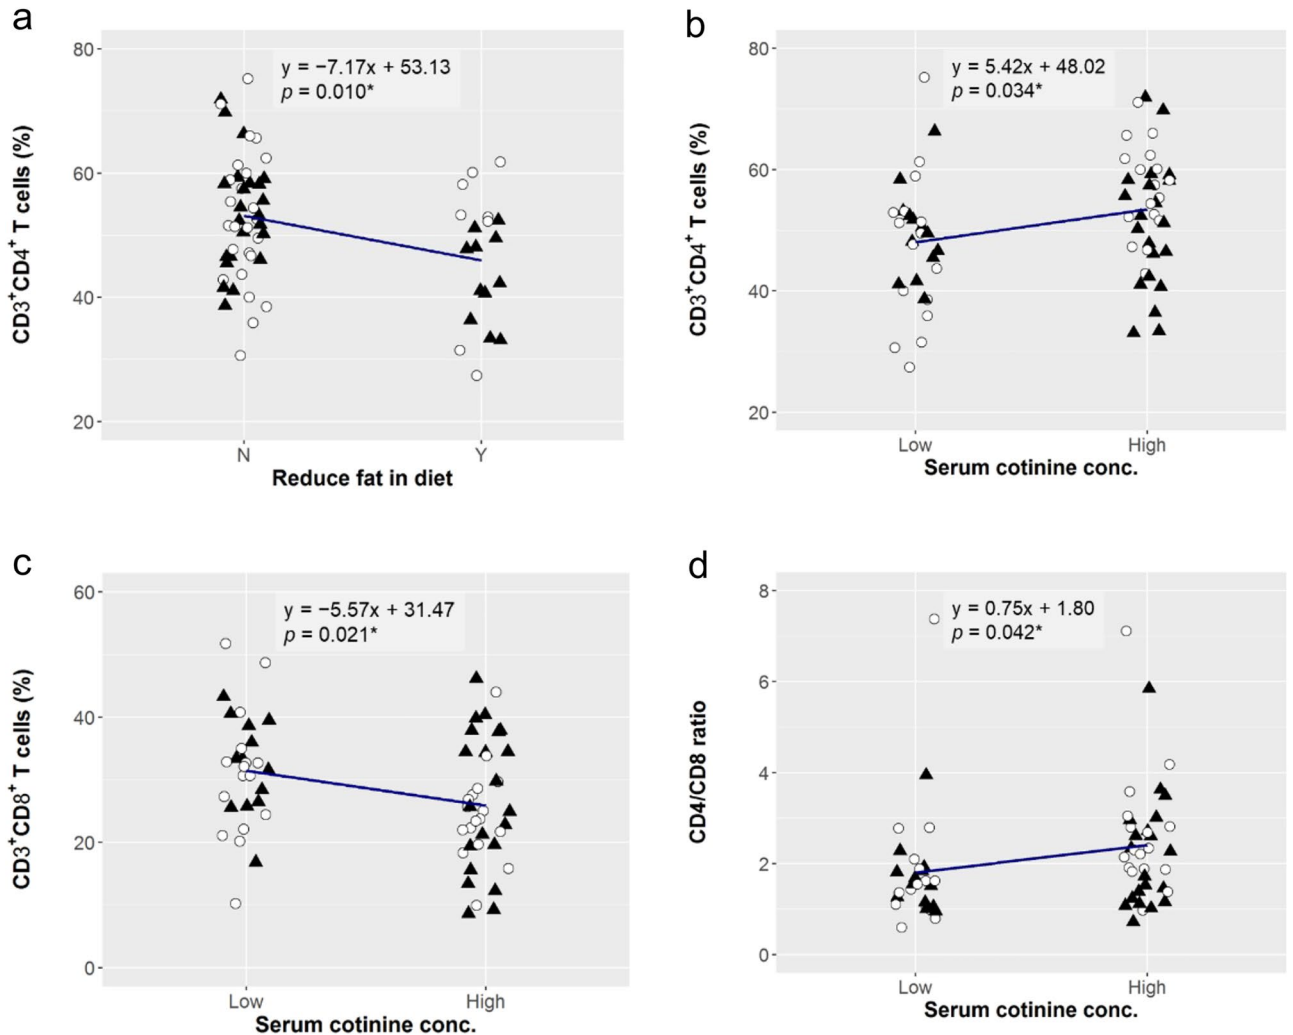 a
80
60
40
20
CD3⁺CD4⁺ T cells (%)
y = −7.17x + 53.13
p = 0.010*
N
Y
Reduce fat in diet
b
80
60
40
20
CD3⁺CD4⁺ T cells (%)
y = 5.42x + 48.02
p = 0.034*
Low
High
Serum cotinine conc.
c
60
40
20
0
CD3⁺CD8⁺ T cells (%)
y = −5.57x + 31.47
p = 0.021*
Low
High
Serum cotinine conc.
d
8
6
4
2
0
CD4/CD8 ratio
y = 0.75x + 1.80
p = 0.042*
Low
High
Serum cotinine conc.